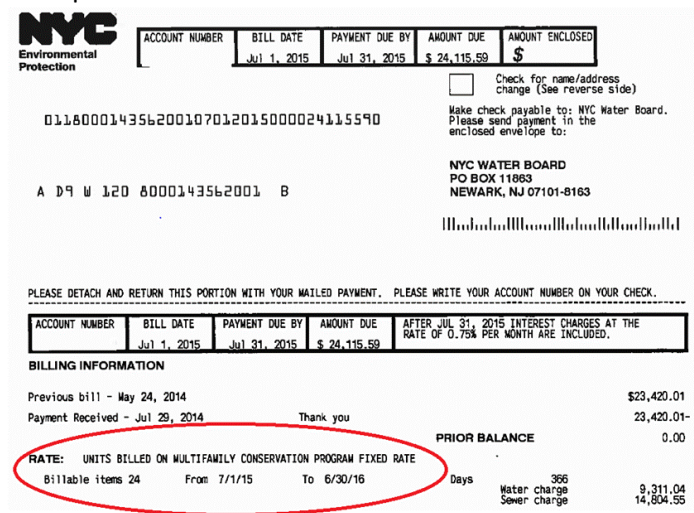 NYC
Environmental
Protection
ACCOUNT NUMBER BILL DATE PAYMENT DUE BY AMOUNT DUE AMOUNT ENCLOSED
Jul 1, 2015 Jul 31, 2015 $ 24,115.59 $
Check for name/address
change (See reverse side)
Make check payable to: NYC Water Board.
Please send payment in the
enclosed envelope to:
011800014356200107012015000024115590
NYC WATER BOARD
PO BOX 11863
NEWARK, NJ 07101-8163
A D9 W 120 8000143562001 B
PLEASE DETACH AND RETURN THIS PORTION WITH YOUR MAILED PAYMENT. PLEASE WRITE YOUR ACCOUNT NUMBER ON YOUR CHECK.
ACCOUNT NUMBER BILL DATE PAYMENT DUE BY AMOUNT DUE AFTER JUL 31, 2015 INTEREST CHARGES AT THE
RATE OF 0.75% PER MONTH ARE INCLUDED.
Jul 1, 2015 Jul 31, 2015 $ 24,115.59
BILLING INFORMATION
Previous bill - May 24, 2014 $23,420.01
Payment Received - Jul 29, 2014 Thank you 23,420.01-
PRIOR BALANCE 0.00
RATE: UNITS BILLED ON MULTIFAMILY CONSERVATION PROGRAM FIXED RATE
Billable items 24 From 7/1/15 To 6/30/16 Days 366
Water charge 9,311.04
Sewer charge 14,804.55